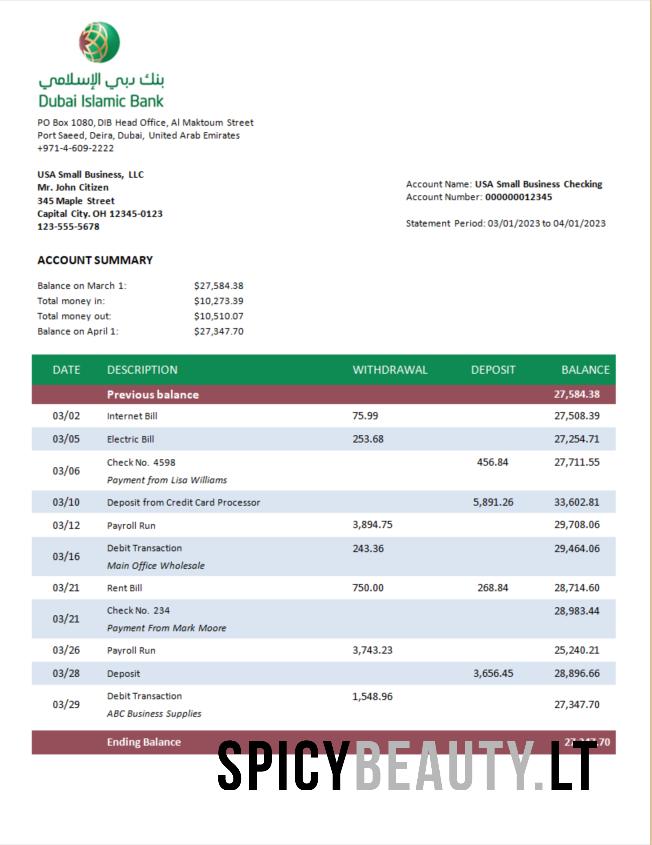 بنك دبي الإسلامي
Dubai Islamic Bank
PO Box 1080, DIB Head Office, Al Maktoum Street
Port Saeed, Deira, Dubai, United Arab Emirates
+971-4-609-2222
USA Small Business, LLC
Mr. John Citizen
345 Maple Street
Capital City. OH 12345-0123
123-555-5678
Account Name: USA Small Business Checking
Account Number: 000000012345
Statement Period: 03/01/2023 to 04/01/2023
ACCOUNT SUMMARY
Balance on March 1: $27,584.38
Total money in: $10,273.39
Total money out: $10,510.07
Balance on April 1: $27,347.70
DATE DESCRIPTION WITHDRAWAL DEPOSIT BALANCE
Previous balance 27,584.38
03/02 Internet Bill 75.99 27,508.39
03/05 Electric Bill 253.68 27,254.71
03/06 Check No. 4598 456.84 27,711.55
Payment from Lisa Williams
03/10 Deposit from Credit Card Processor 5,891.26 33,602.81
03/12 Payroll Run 3,894.75 29,708.06
03/16 Debit Transaction 243.36 29,464.06
Main Office Wholesale
03/21 Rent Bill 750.00 268.84 28,714.60
03/21 Check No. 234 28,983.44
Payment From Mark Moore
03/26 Payroll Run 3,743.23 25,240.21
03/28 Deposit 3,656.45 28,896.66
03/29 Debit Transaction 1,548.96 27,347.70
ABC Business Supplies
Ending Balance
SPICYBEAUTY.LT